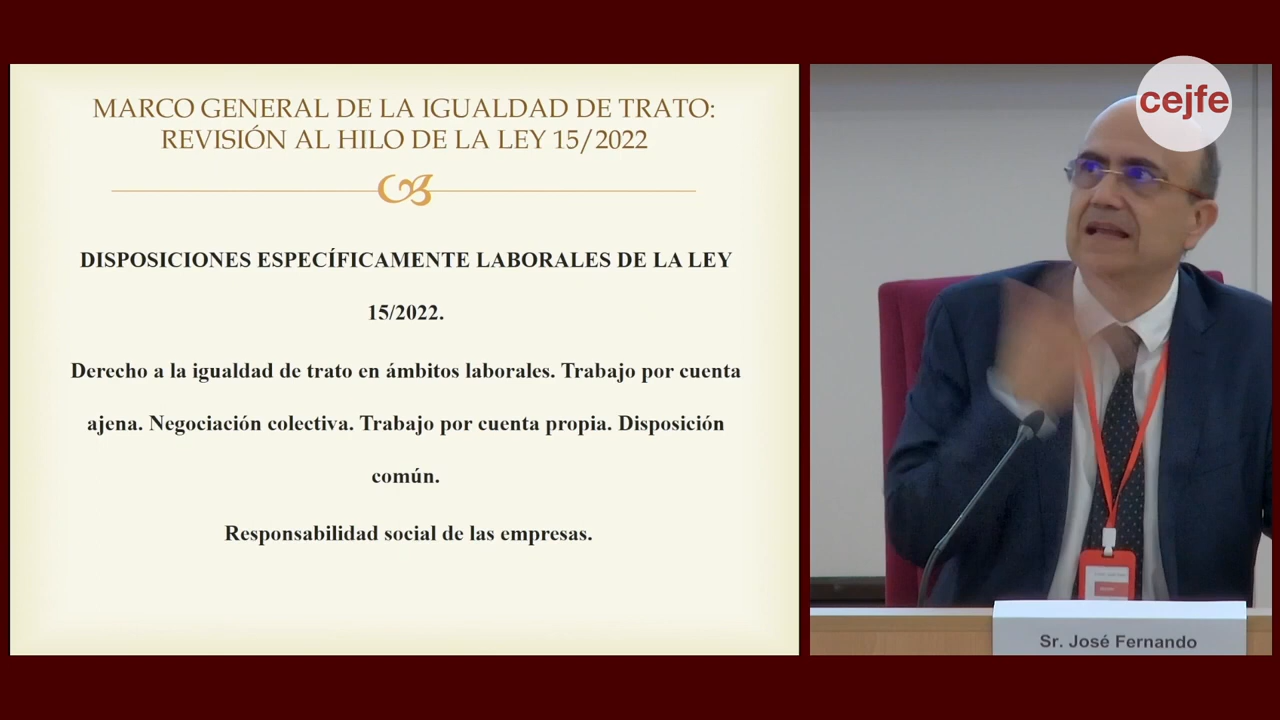 MARCO GENERAL DE LA IGUALDAD DE TRATO:
REVISIÓN AL HILO DE LA LEY 15/2022
DISPOSICIONES ESPECÍFICAMENTE LABORALES DE LA LEY
15/2022.
Derecho a la igualdad de trato en ámbitos laborales. Trabajo por cuenta
ajena. Negociación colectiva. Trabajo por cuenta propia. Disposición
común.
Responsabilidad social de las empresas.
cejfe
Sr. José Fernando